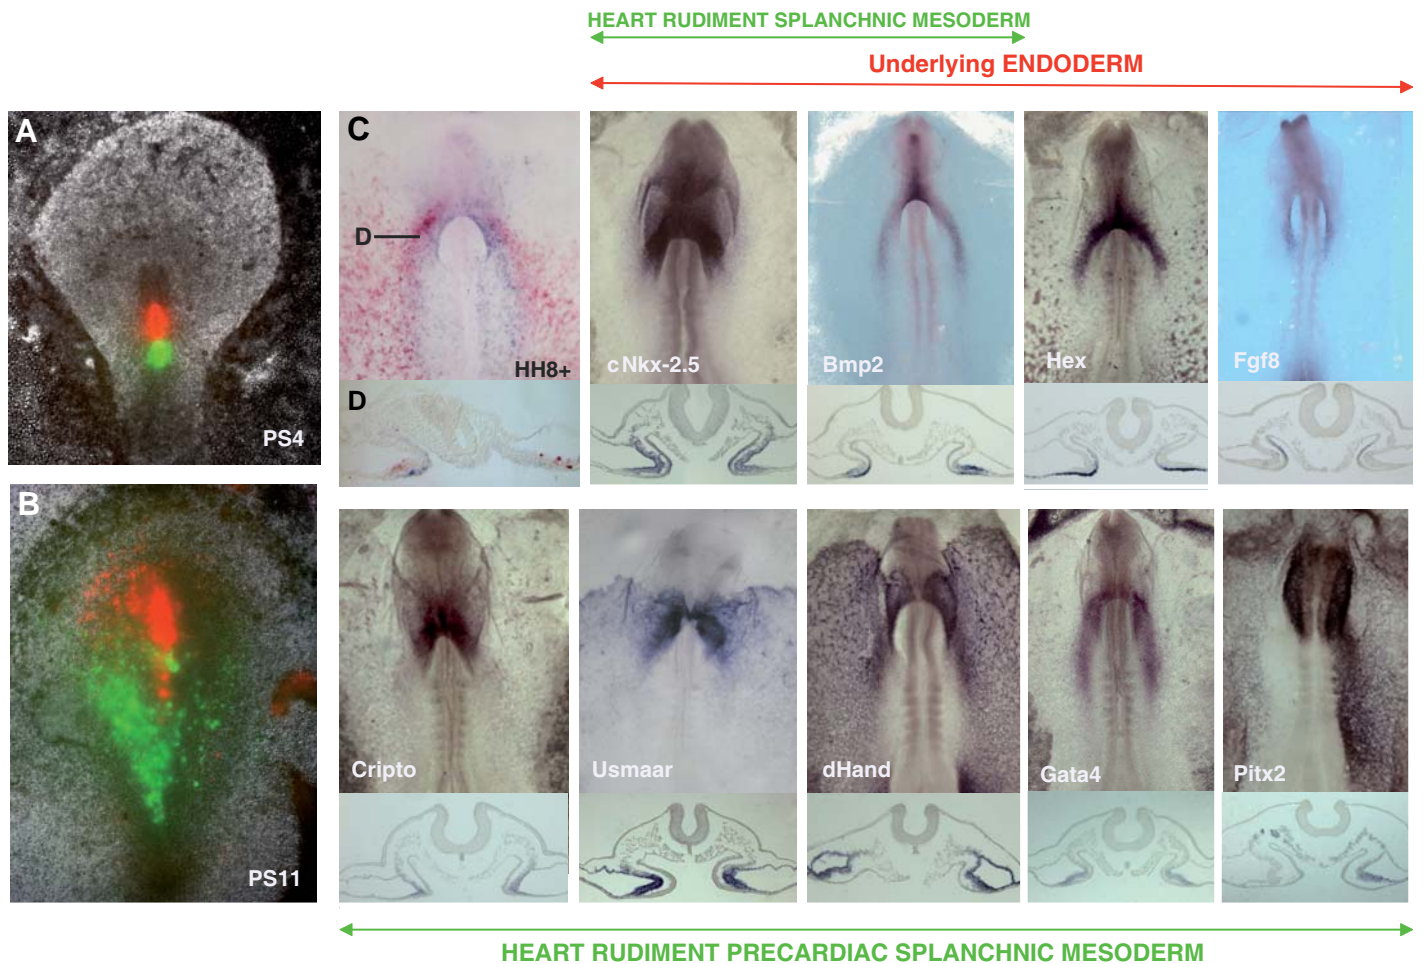 HEART RUDIMENT SPLANCHNIC MESODERM
Underlying ENDODERM
A
PS4
B
PS11
C
D
HH8+
D
cNkx-2.5
Bmp2
Hex
Fgf8
Cripto
Usmaar
dHand
Gata4
Pitx2
HEART RUDIMENT PRECARDIAC SPLANCHNIC MESODERM